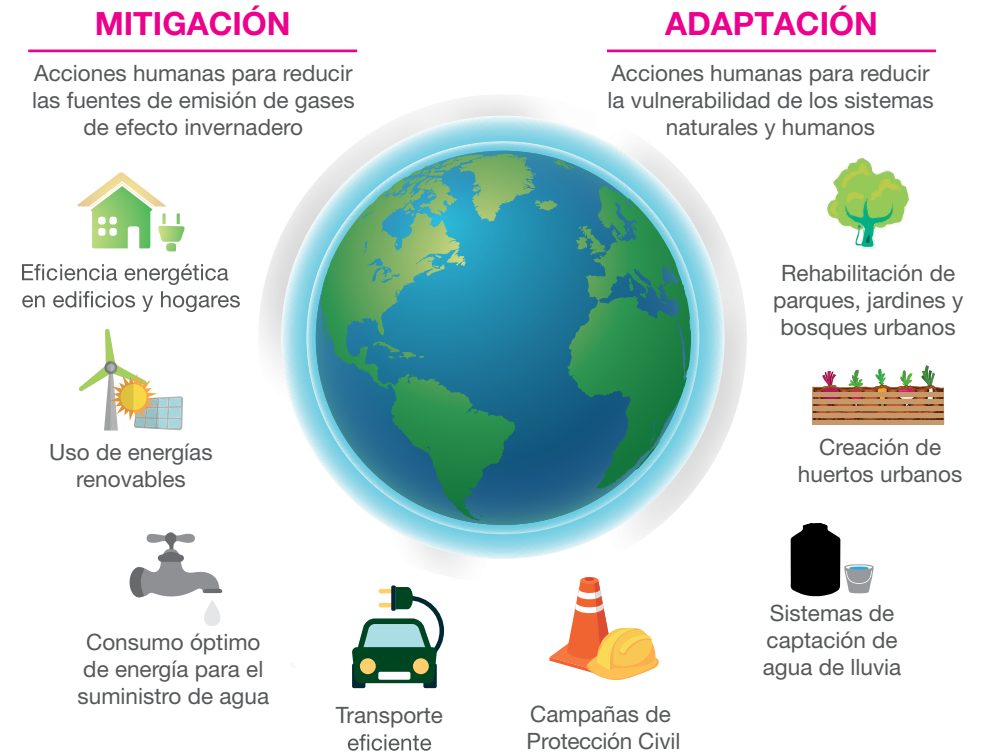 MITIGACIÓN
Acciones humanas para reducir
las fuentes de emisión de gases
de efecto invernadero
Eficiencia energética
en edificios y hogares
Uso de energías
renovables
Consumo óptimo
de energía para el
suministro de agua
Transporte
eficiente
ADAPTACIÓN
Acciones humanas para reducir
la vulnerabilidad de los sistemas
naturales y humanos
Rehabilitación de
parques, jardines y
bosques urbanos
Creación de
huertos urbanos
Sistemas de
captación de
agua de lluvia
Campañas de
Protección Civil